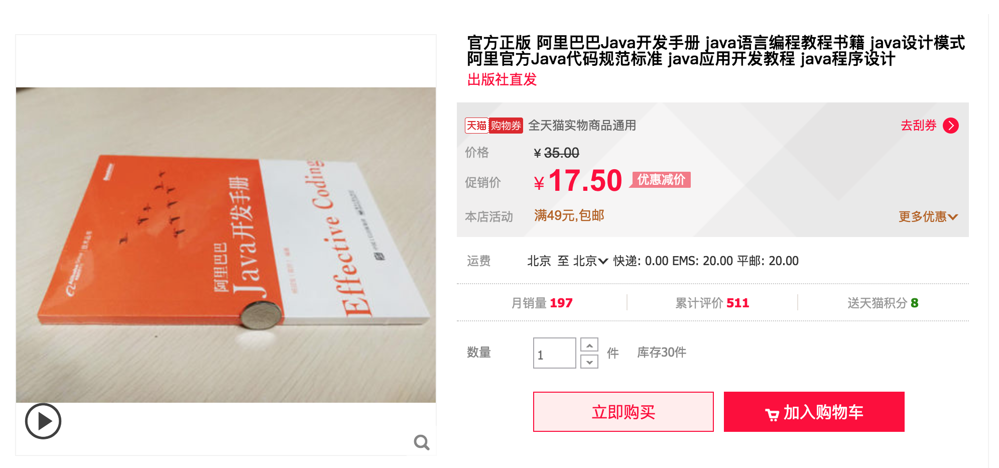 官方正版 阿里巴巴Java开发手册 java语言编程教程书籍 java设计模式
阿里官方Java代码规范标准 java应用开发教程 java程序设计
出版社直发
天猫 购物券 全天猫实物商品通用 去刮券
价格 ¥ 35.00
促销价 ¥ 17.50 优惠减价
本店活动 满49元,包邮 更多优惠
运费 北京 至 北京 快递: 0.00 EMS: 20.00 平邮: 20.00
月销量 197 累计评价 511 送天猫积分 8
数量 1 件 库存30件
立即购买 加入购物车
阿里巴巴
Java开发手册
Effective Coding